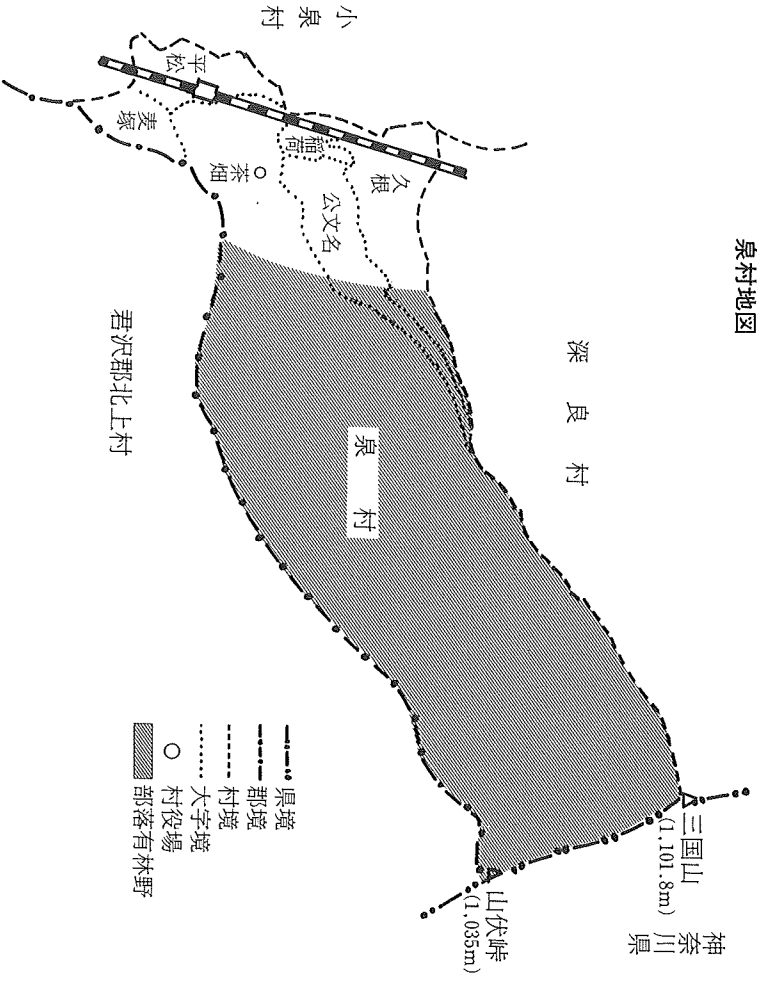 泉村地図
深良村
小泉村
平松
麦塚
稲荷
茶畑
久根
公文名
泉村
君沢郡北上村
三国山
(1,101.8m)
山伏峠
(1,035m)
神奈川県
県境
郡境
村境
大字境
村役場
部落有林野